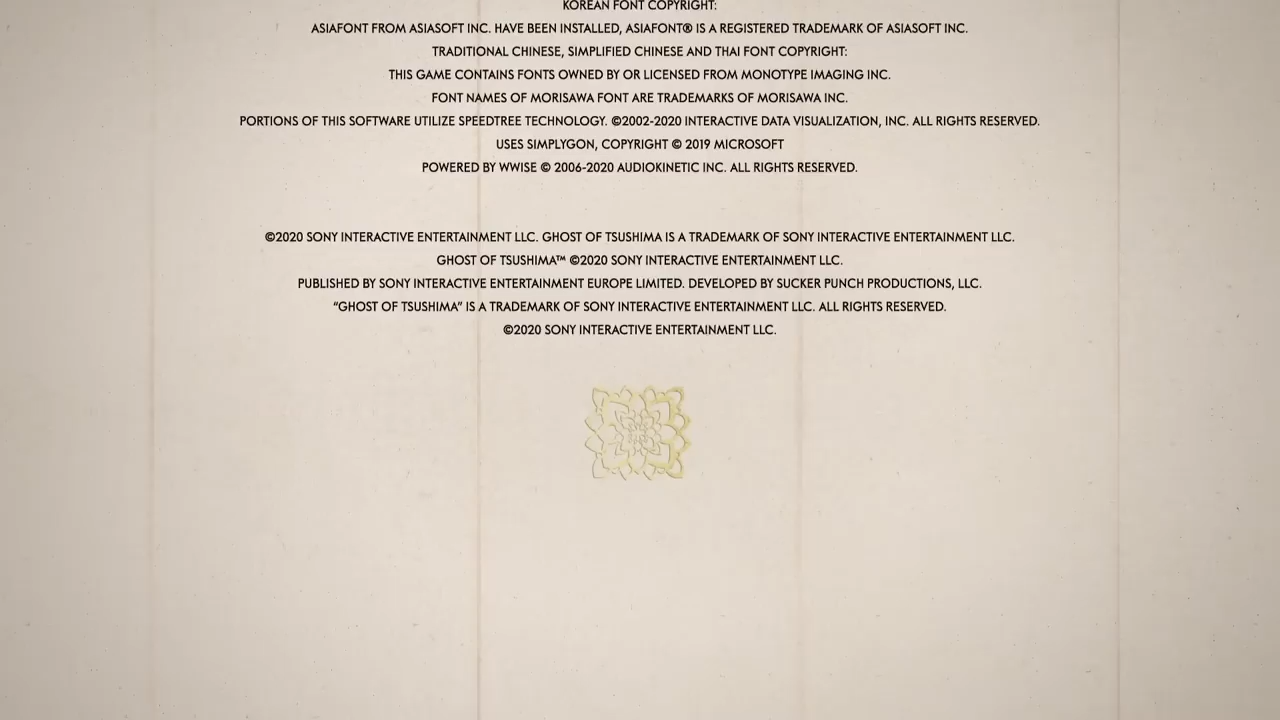 KOREAN FONT COPYRIGHT:
ASIAFONT FROM ASIASOFT INC. HAVE BEEN INSTALLED, ASIAFONT® IS A REGISTERED TRADEMARK OF ASIASOFT INC.
TRADITIONAL CHINESE, SIMPLIFIED CHINESE AND THAI FONT COPYRIGHT:
THIS GAME CONTAINS FONTS OWNED BY OR LICENSED FROM MONOTYPE IMAGING INC.
FONT NAMES OF MORISAWA FONT ARE TRADEMARKS OF MORISAWA INC.
PORTIONS OF THIS SOFTWARE UTILIZE SPEEDTREE TECHNOLOGY. ©2002-2020 INTERACTIVE DATA VISUALIZATION, INC. ALL RIGHTS RESERVED.
USES SIMPLYGON, COPYRIGHT © 2019 MICROSOFT
POWERED BY WWISE © 2006-2020 AUDIOKINETIC INC. ALL RIGHTS RESERVED.
©2020 SONY INTERACTIVE ENTERTAINMENT LLC. GHOST OF TSUSHIMA IS A TRADEMARK OF SONY INTERACTIVE ENTERTAINMENT LLC.
GHOST OF TSUSHIMA™ ©2020 SONY INTERACTIVE ENTERTAINMENT LLC.
PUBLISHED BY SONY INTERACTIVE ENTERTAINMENT EUROPE LIMITED. DEVELOPED BY SUCKER PUNCH PRODUCTIONS, LLC.
“GHOST OF TSUSHIMA” IS A TRADEMARK OF SONY INTERACTIVE ENTERTAINMENT LLC. ALL RIGHTS RESERVED.
©2020 SONY INTERACTIVE ENTERTAINMENT LLC.